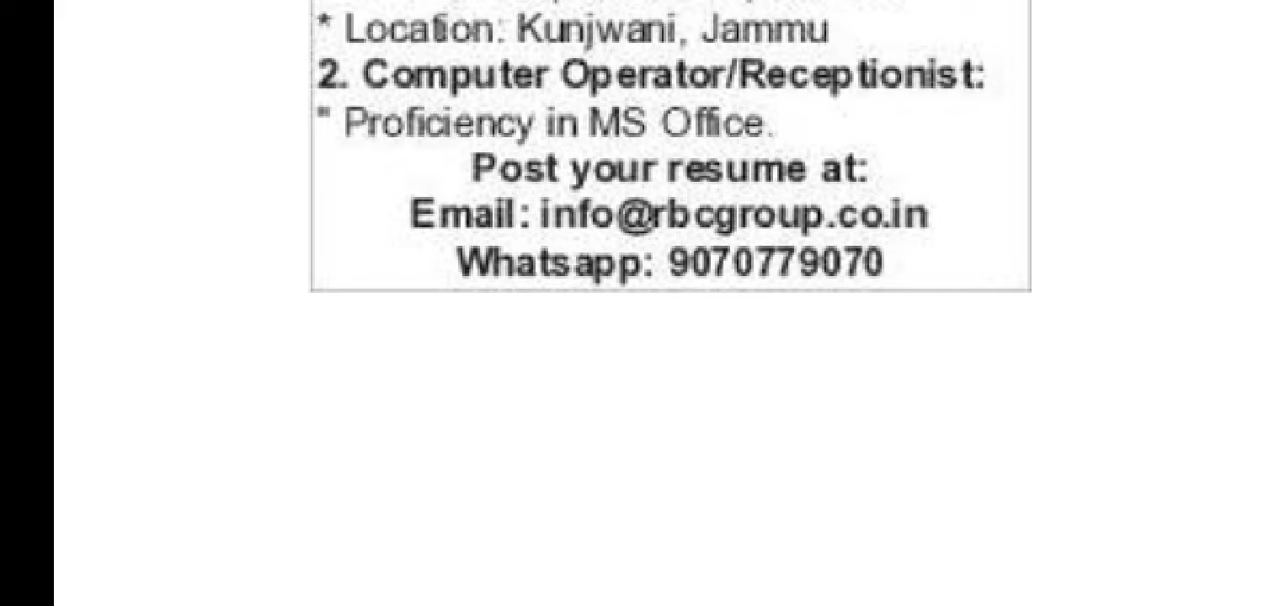 * Location: Kunjwani, Jammu
2. Computer Operator/Receptionist:
* Proficiency in MS Office.
Post your resume at:
Email: info@rbcgroup.co.in
Whatsapp: 9070779070